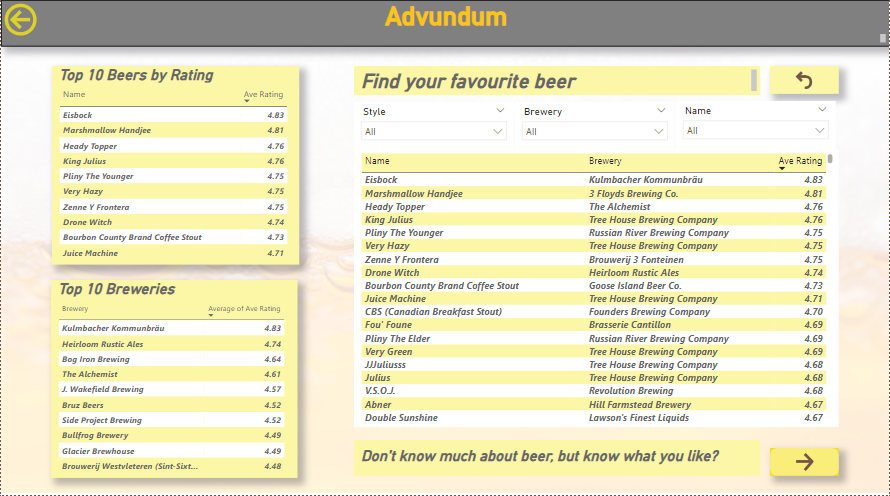 Advundum
Top 10 Beers by Rating
Name Ave Rating
Eisbock 4.83
Marshmallow Handjee 4.81
Heady Topper 4.76
King Julius 4.76
Pliny The Younger 4.75
Very Hazy 4.75
Zenne Y Frontera 4.75
Drone Witch 4.74
Bourbon County Brand Coffee Stout 4.73
Juice Machine 4.71
Top 10 Breweries
Brewery Average of Ave Rating
Kulmbacher Kommunbräu 4.83
Heirloom Rustic Ales 4.74
Bog Iron Brewing 4.64
The Alchemist 4.61
J. Wakefield Brewing 4.57
Bruz Beers 4.52
Side Project Brewing 4.52
Bullfrog Brewery 4.49
Glacier Brewhouse 4.49
Brouwerij Westvleteren (Sint-Sixt... 4.48
Find your favourite beer
Style Brewery Name
All All All
Name Brewery Ave Rating
Eisbock Kulmbacher Kommunbräu 4.83
Marshmallow Handjee 3 Floyds Brewing Co. 4.81
Heady Topper The Alchemist 4.76
King Julius Tree House Brewing Company 4.76
Pliny The Younger Russian River Brewing Company 4.75
Very Hazy Tree House Brewing Company 4.75
Zenne Y Frontera Brouwerij 3 Fonteinen 4.75
Drone Witch Heirloom Rustic Ales 4.74
Bourbon County Brand Coffee Stout Goose Island Beer Co. 4.73
Juice Machine Tree House Brewing Company 4.71
CBS (Canadian Breakfast Stout) Founders Brewing Company 4.70
Fou' Foune Brasserie Cantillon 4.69
Pliny The Elder Russian River Brewing Company 4.69
Very Green Tree House Brewing Company 4.69
JJJuliusss Tree House Brewing Company 4.68
Julius Tree House Brewing Company 4.68
V.S.O.J. Revolution Brewing 4.68
Abner Hill Farmstead Brewery 4.67
Double Sunshine Lawson's Finest Liquids 4.67
Don't know much about beer, but know what you like?